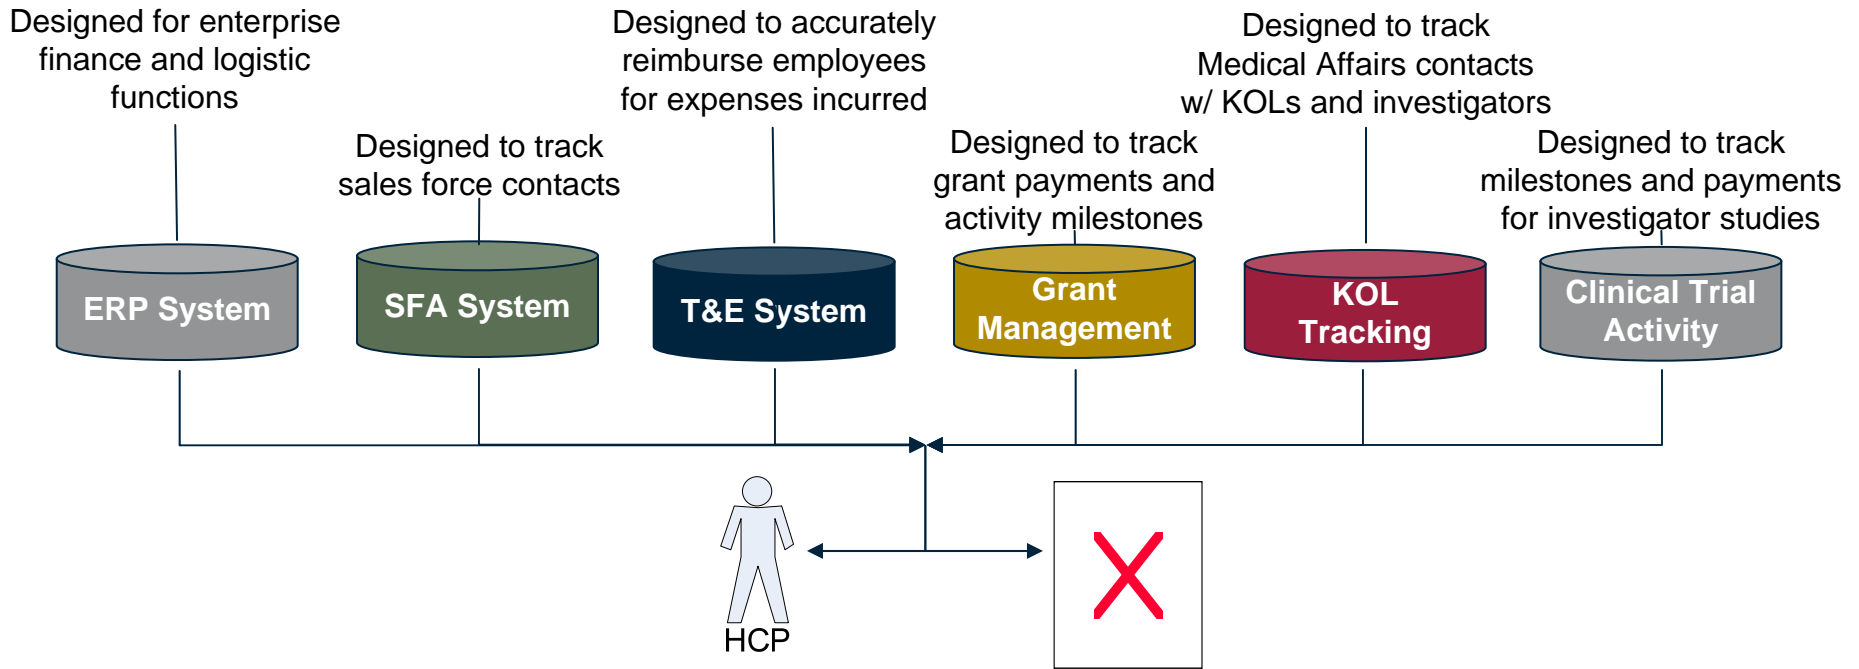 Designed for enterprise
finance and logistic
functions
Designed to track
sales force contacts
Designed to accurately
reimburse employees
for expenses incurred
Designed to track
grant payments and
activity milestones
Designed to track
Medical Affairs contacts
w/ KOLs and investigators
Designed to track
milestones and payments
for investigator studies
ERP System
SFA System
T&E System
Grant
Management
KOL
Tracking
Clinical Trial
Activity
HCP